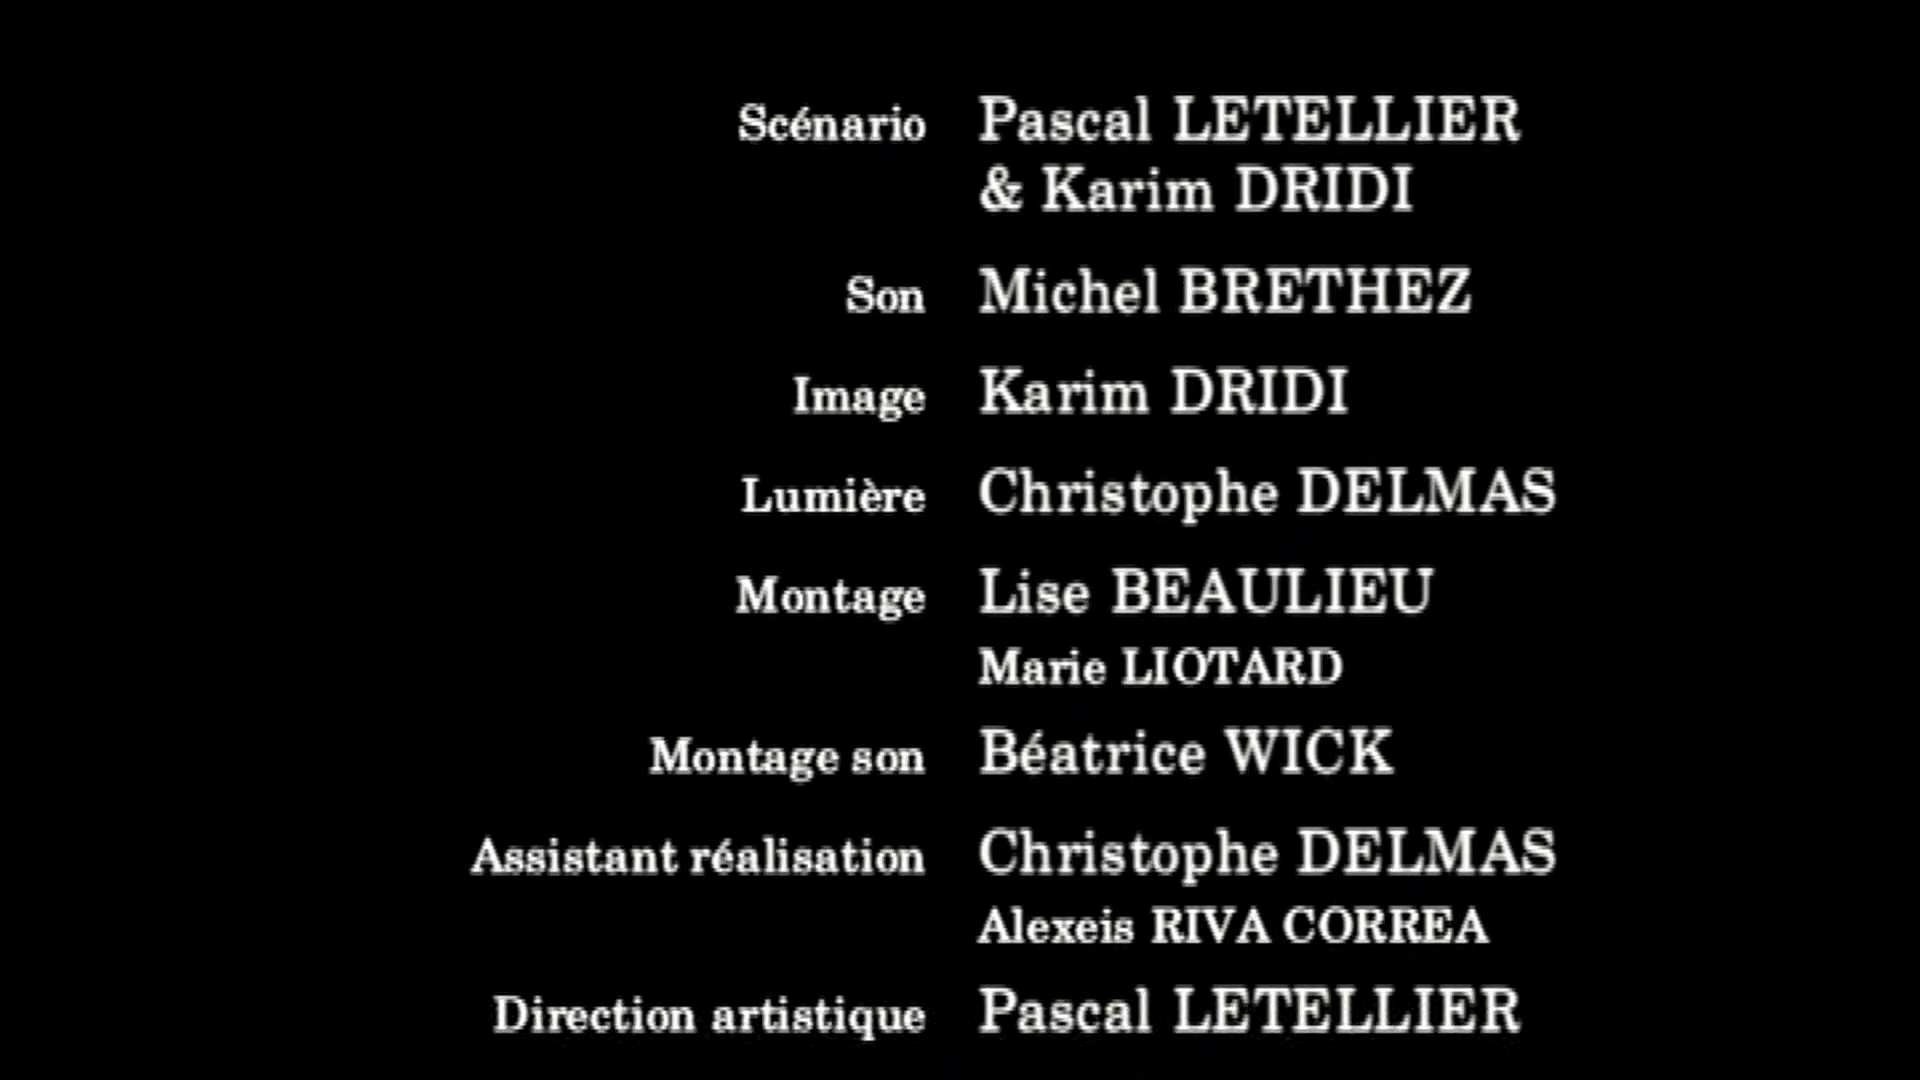 Scénario Pascal LETELLIER
& Karim DRIDI
Son Michel BRETHEZ
Image Karim DRIDI
Lumière Christophe DELMAS
Montage Lise BEAULIEU
Marie LIOTARD
Montage son Béatrice WICK
Assistant réalisation Christophe DELMAS
Alexeis RIVA CORREA
Direction artistique Pascal LETELLIER